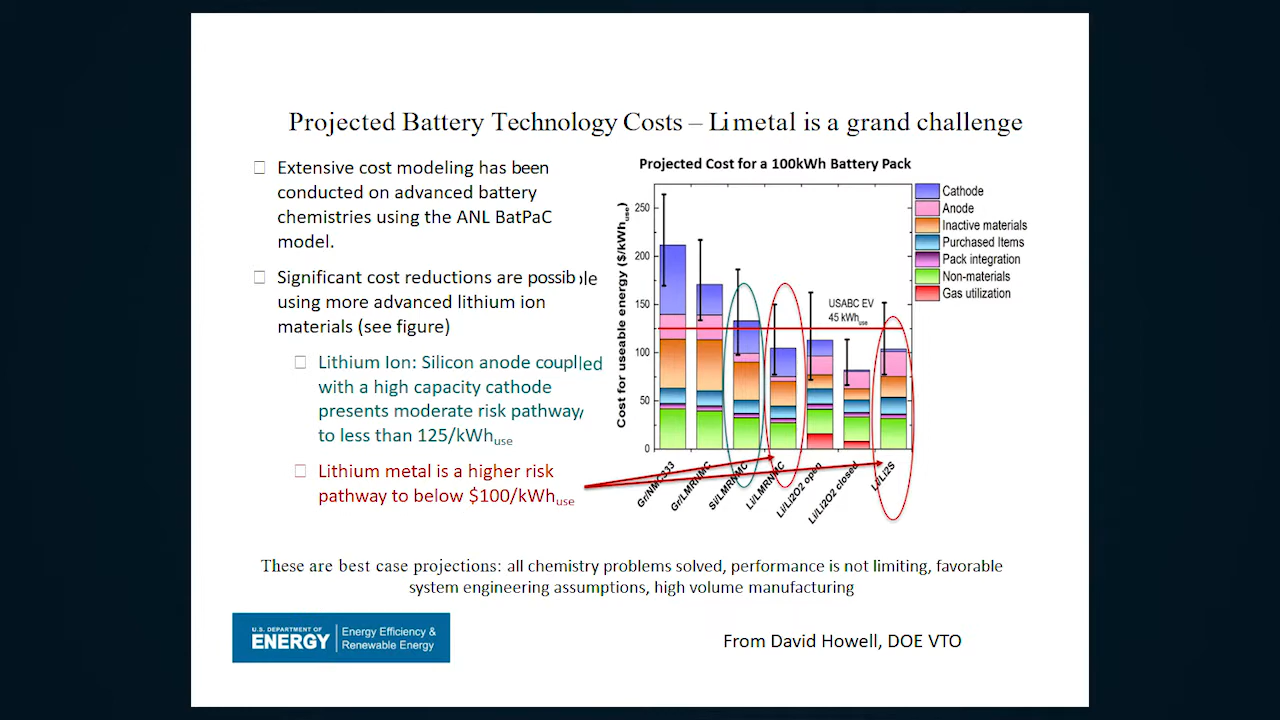 Projected Battery Technology Costs – Li metal is a grand challenge
Extensive cost modeling has been
conducted on advanced battery
chemistries using the ANL BatPaC
model.
Significant cost reductions are possible
using more advanced lithium ion
materials (see figure)
Lithium Ion: Silicon anode coupled
with a high capacity cathode
presents moderate risk pathway
to less than 125/kWhuse
Lithium metal is a higher risk
pathway to below $100/kWhuse
Projected Cost for a 100kWh Battery Pack
Cost for useable energy ($/kWhuse)
250
200
150
100
50
0
USABC EV
45 kWhuse
Cathode
Anode
Inactive materials
Purchased Items
Pack integration
Non-materials
Gas utilization
Gr/NMC333
Gr/LMRNMC
Si/LMRNMC
Li/LMRNMC
Li/Li2O2 open
Li/Li2O2 closed
Li/Li2S
These are best case projections: all chemistry problems solved, performance is not limiting, favorable
system engineering assumptions, high volume manufacturing
U.S. DEPARTMENT OF
ENERGY
Energy Efficiency &
Renewable Energy
From David Howell, DOE VTO